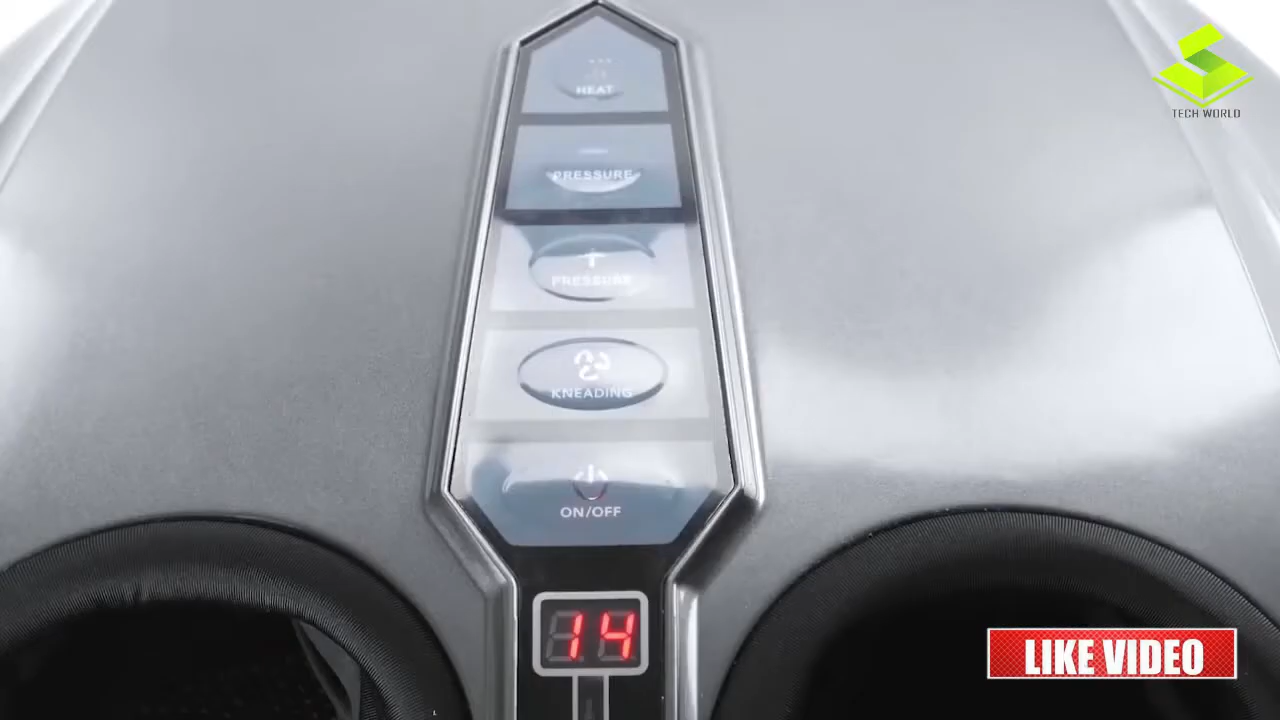 HEAT
PRESSURE
PRESSURE
KNEADING
ON/OFF
14
TECH WORLD
LIKE VIDEO